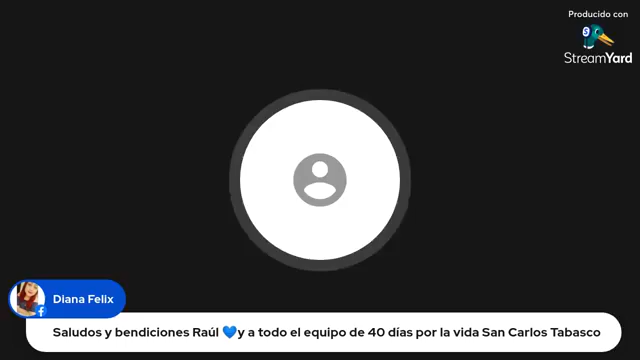 Producido con
StreamYard
Diana Felix
Saludos y bendiciones Raúl 💙y a todo el equipo de 40 días por la vida San Carlos Tabasco